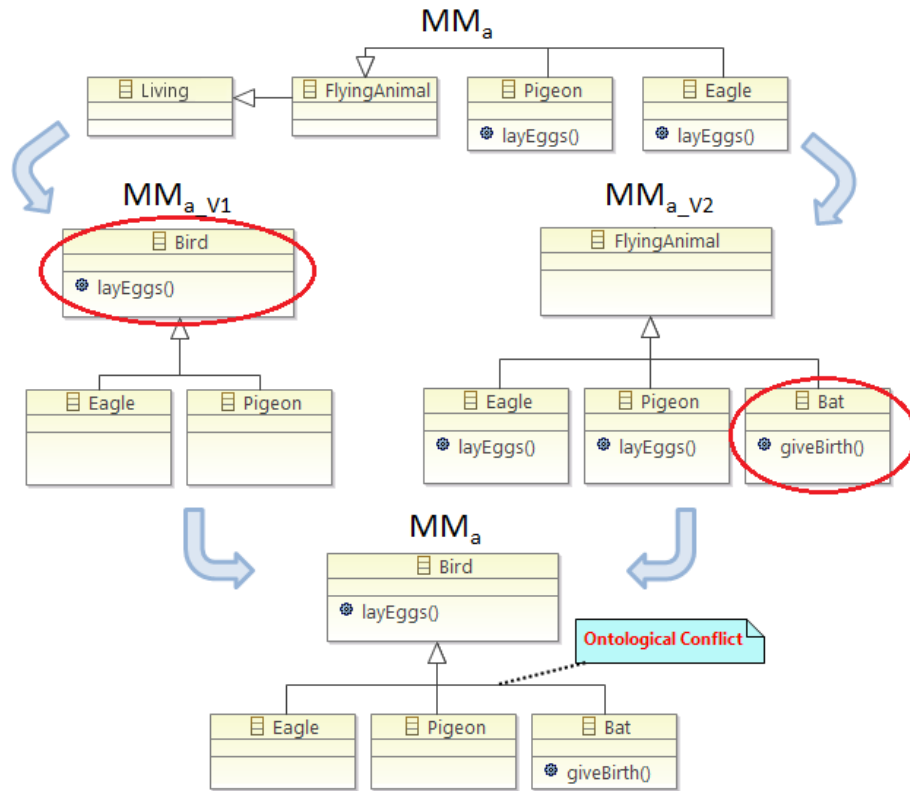 MMa
Living
FlyingAnimal
Pigeon
Eagle
layEggs()
layEggs()
MMa_V1
MMa_V2
Bird
layEggs()
FlyingAnimal
Eagle
Pigeon
Eagle
layEggs()
Pigeon
layEggs()
Bat
giveBirth()
MMa
Bird
layEggs()
Ontological Conflict
Eagle
Pigeon
Bat
giveBirth()